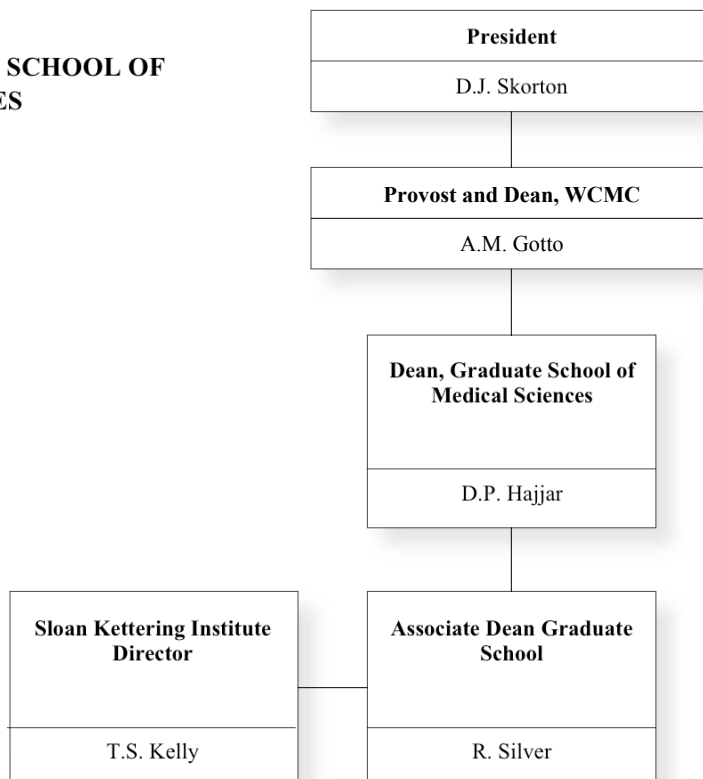 SCHOOL OF
ES
President
D.J. Skorton
Provost and Dean, WCMC
A.M. Gotto
Dean, Graduate School of
Medical Sciences
D.P. Hajjar
Sloan Kettering Institute
Director
T.S. Kelly
Associate Dean Graduate
School
R. Silver